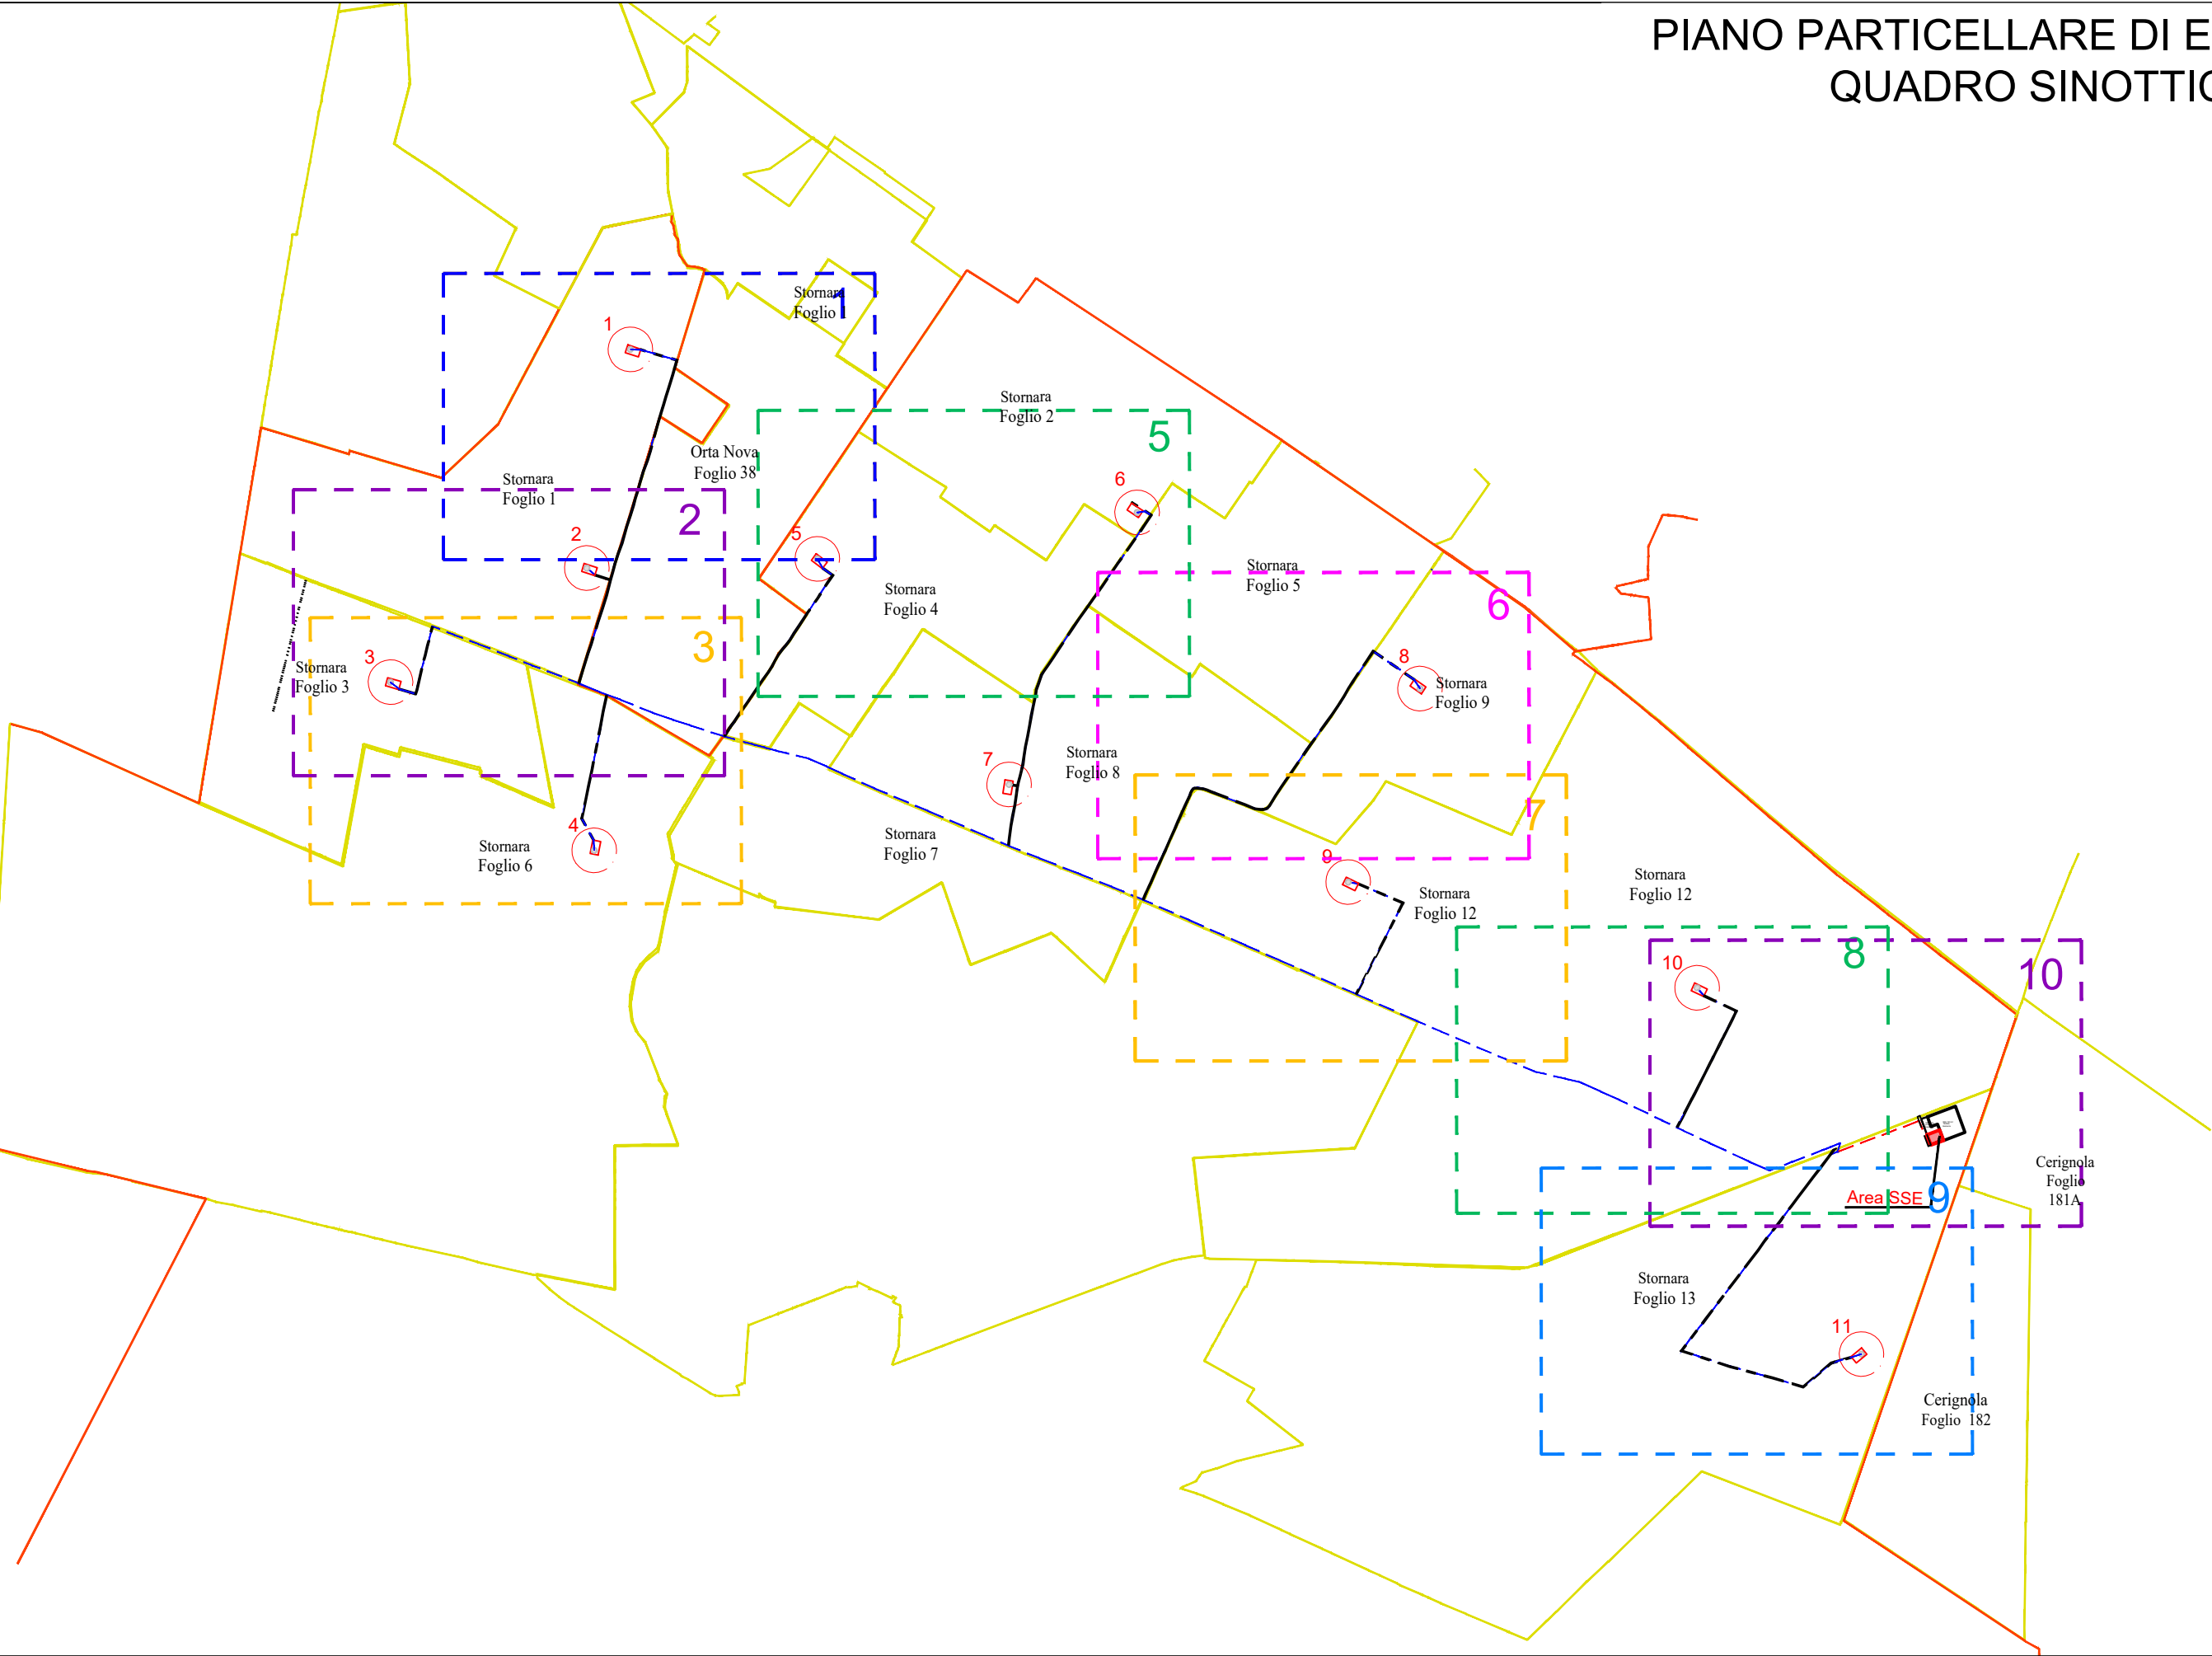 PIANO PARTICELLARE DI E
QUADRO SINOTTIC
Stornara
Foglio 1
1
1
Stornara
Foglio 2
5
Orta Nova
Foglio 38
Stornara
Foglio 1
2
6
2
5
Stornara
Foglio 5
Stornara
Foglio 4
6
3
3
Stornara
Foglio 3
8
Stornara
Foglio 9
Stornara
Foglio 8
7
7
4
Stornara
Foglio 6
Stornara
Foglio 7
9
Stornara
Foglio 12
Stornara
Foglio 12
8
10
10
Cerignola
Foglio
181A
Area SSE
9
Stornara
Foglio 13
11
Cerignola
Foglio 182